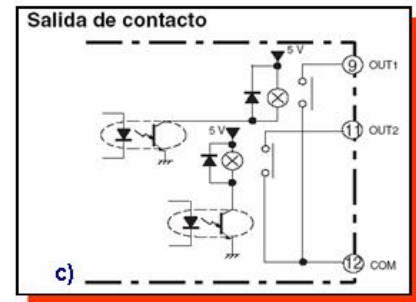 Salida de contacto
5 V
9 OUT1
11 OUT2
5 V
12 COM
c)